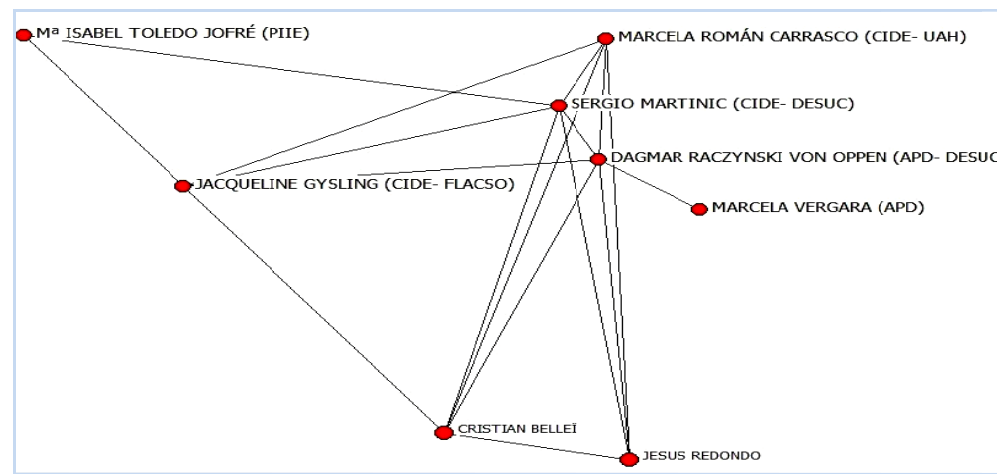 Mª ISABEL TOLEDO JOFRÉ (PIIE)
MARCELA ROMÁN CARRASCO (CIDE- UAH)
SERGIO MARTINIC (CIDE- DESUC)
DAGMAR RACZYNSKI VON OPPEN (APD- DESUC
JACQUELINE GYSLING (CIDE- FLACSO)
MARCELA VERGARA (APD)
CRISTIAN BELLEÏ
JESUS REDONDO